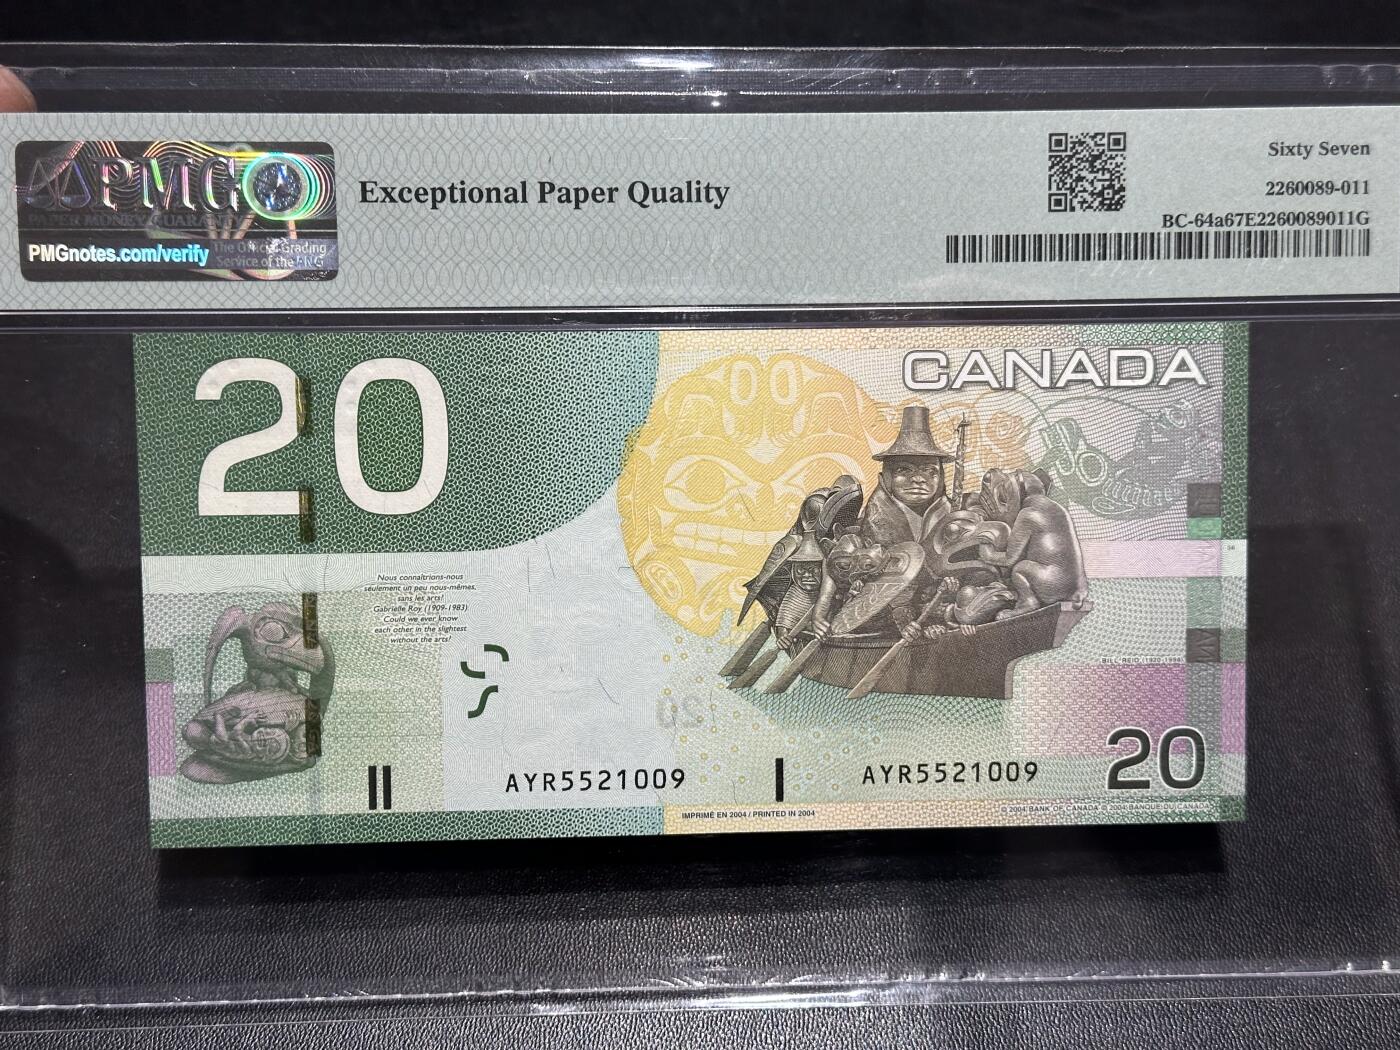 PMG
PAPER MONEY GUARANTY
PMGnotes.com/verify
The Official Grading
Service of the PNG
Exceptional Paper Quality
Sixty Seven
2260089-011
BC-64a67E2260089011G
20
CANADA
Nous connaîtrions-nous
seulement un peu nous-mêmes,
sans les arts?
Gabrielle Roy (1909-1983)
Could we ever know
each other in the slightest
without the arts?
BILL REID (1920-1998)
20
AYR5521009
AYR5521009
20
IMPRIMÉ EN 2004 / PRINTED IN 2004
© 2004 BANK OF CANADA © 2004 BANQUE DU CANADA